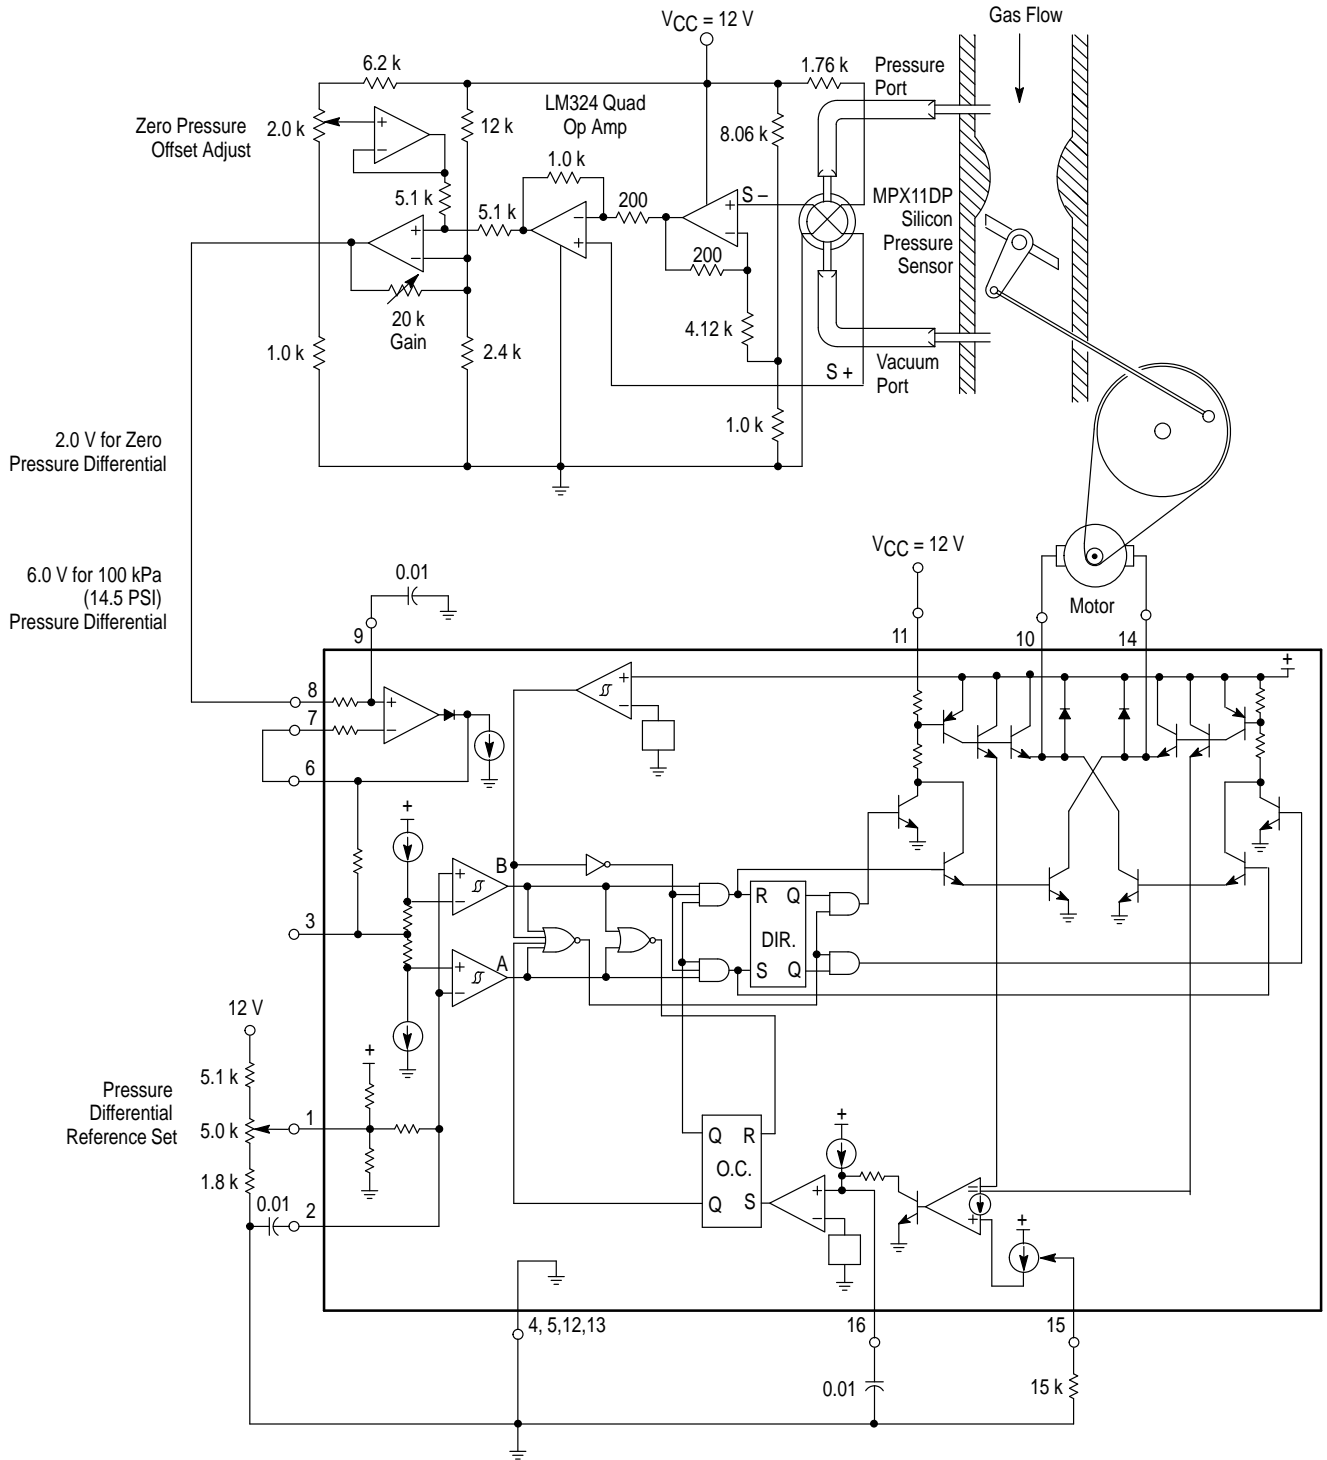 VCC = 12 V
Gas Flow
6.2 k
1.76 k
Pressure
Port
LM324 Quad
Op Amp
Zero Pressure
Offset Adjust
2.0 k
+
–
12 k
8.06 k
1.0 k
5.1 k
5.1 k
200
S –
+
–
–
+
+
–
200
MPX11DP
Silicon
Pressure
Sensor
20 k
Gain
4.12 k
1.0 k
2.4 k
S +
Vacuum
Port
1.0 k
2.0 V for Zero
Pressure Differential
VCC = 12 V
6.0 V for 100 kPa
(14.5 PSI)
Pressure Differential
0.01
Motor
9
11
10
14
+
8
+
–
+
–
7
6
+
B
+
–
R
Q
3
DIR.
A
+
–
S
Q
12 V
+
5.1 k
Pressure
Differential
Reference Set
5.0 k
1
+
Q
R
O.C.
1.8 k
Q
S
+
–
–
+
+
0.01
2
4, 5,12,13
16
15
0.01
15 k